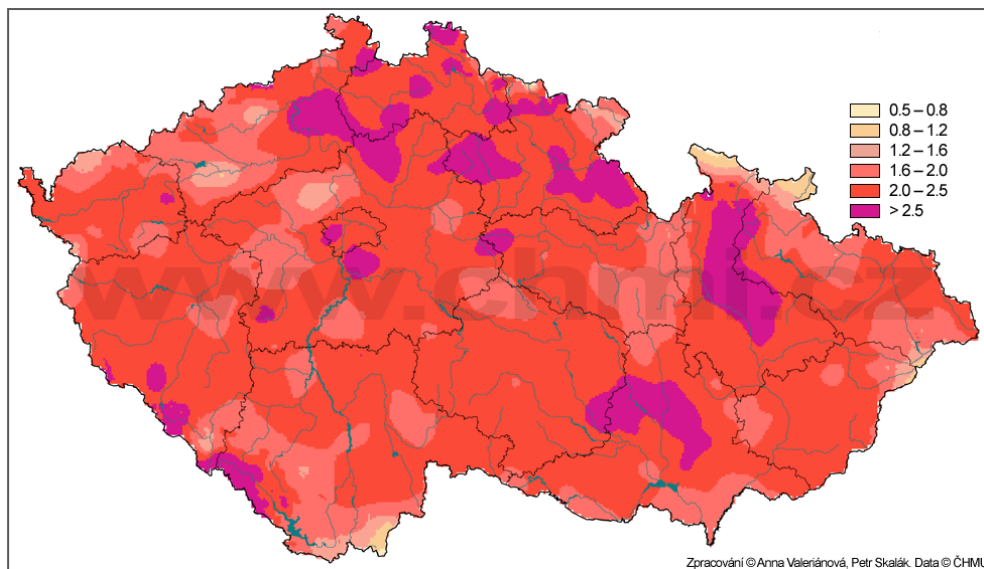 0.5 – 0.8
0.8 – 1.2
1.2 – 1.6
1.6 – 2.0
2.0 – 2.5
> 2.5
www.chmi.cz
Zpracování © Anna Valeriánová, Petr Skalák. Data © ČHMÚ